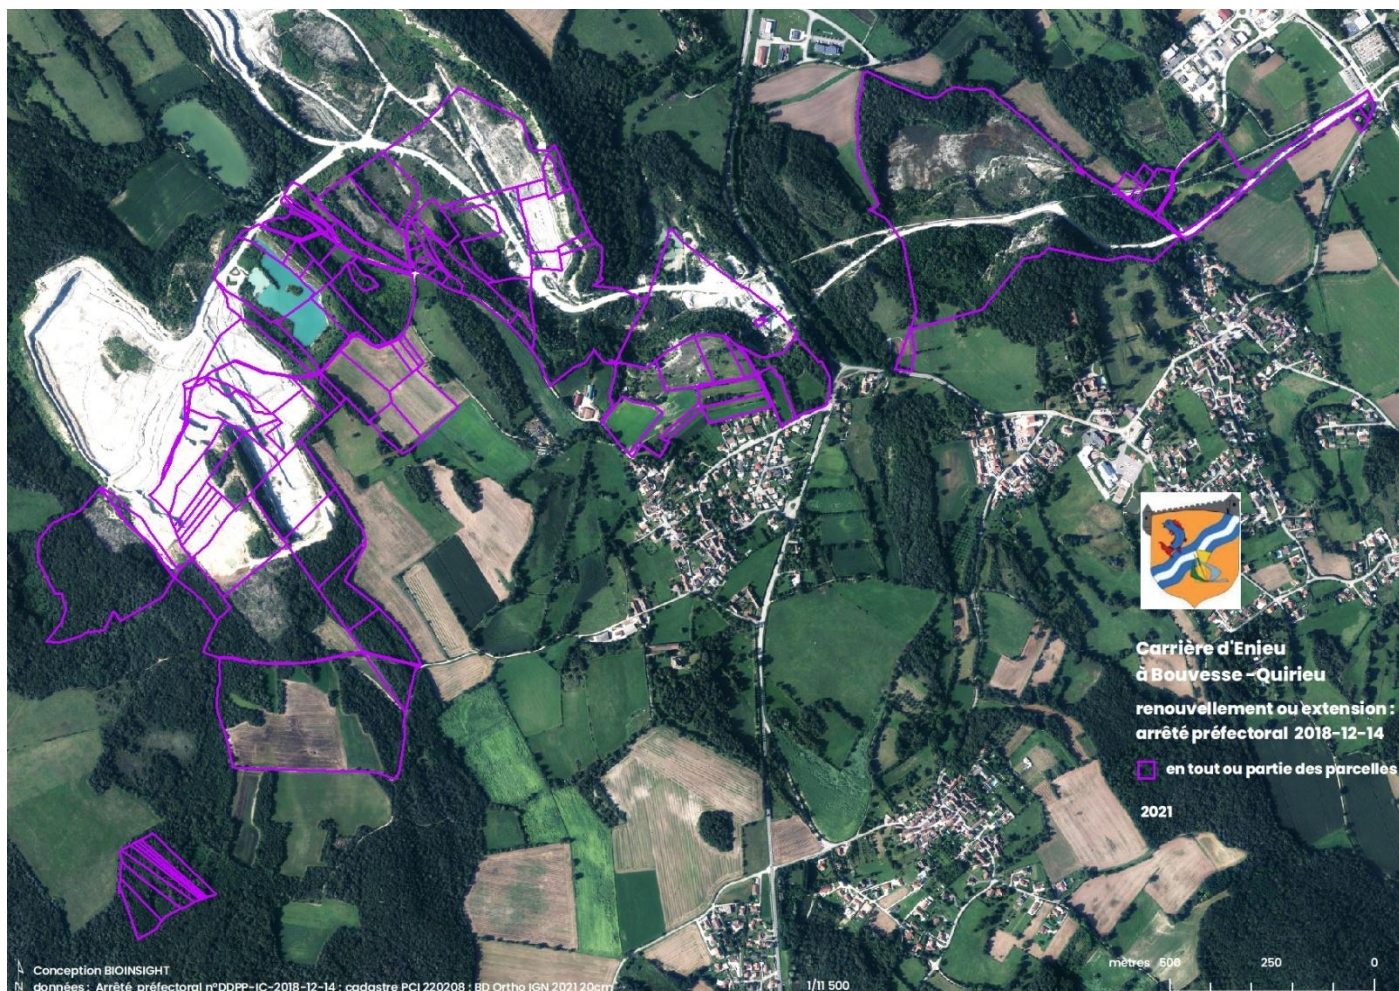 Carrière d'Enieu
à Bouvesse -Quirieu
renouvellement ou extension :
arrêté préfectoral 2018-12-14
en tout ou partie des parcelles
2021
mètres 500 250 0
Conception BIOINSIGHT
N données : Arrêté préfectoral n°DDPP-IC-2018-12-14 ; cadastre PCI 220208 ; BD Ortho IGN 2021 20cm
1/11 500